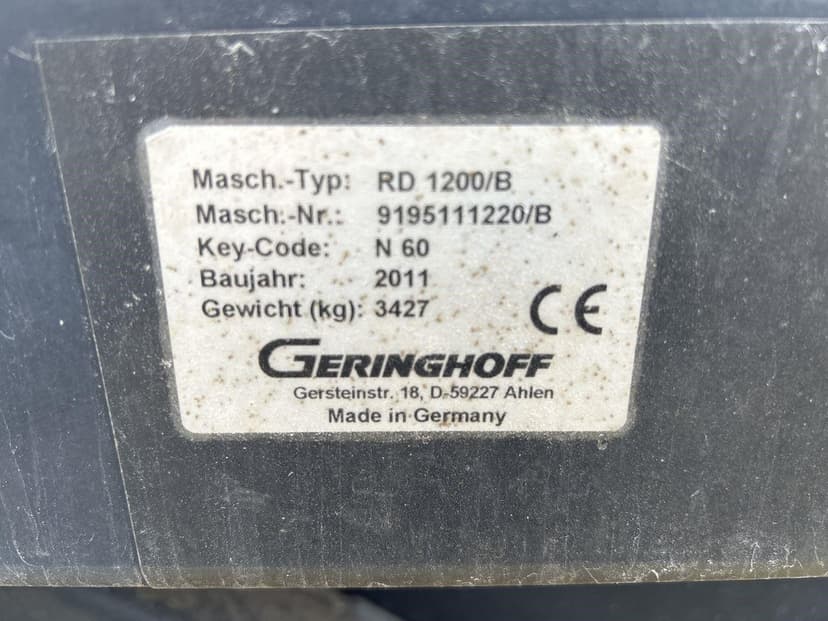 Masch.-Typ: RD 1200/B
Masch.-Nr.: 9195111220/B
Key-Code: N 60
Baujahr: 2011
Gewicht (kg): 3427
CE
GERINGHOFF
Gersteinstr. 18, D-59227 Ahlen
Made in Germany